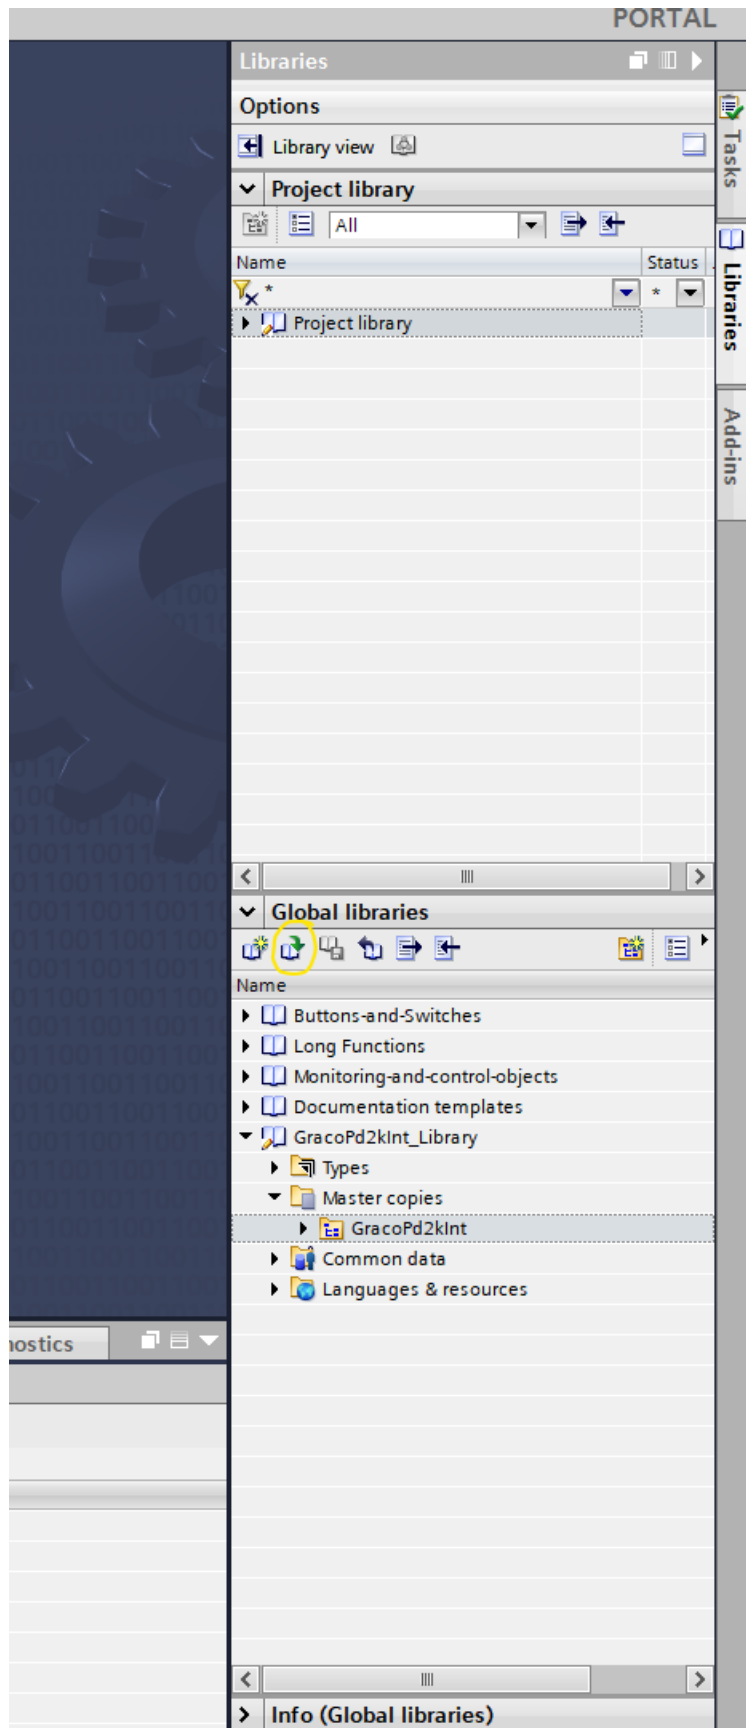 PORTAL
Libraries
Options
Library view
Project library
All
Name Status
* *
Project library
Global libraries
Name
Buttons-and-Switches
Long Functions
Monitoring-and-control-objects
Documentation templates
GracoPd2kInt_Library
Types
Master copies
GracoPd2kInt
Common data
Languages & resources
Info (Global libraries)
nostics
Tasks
Libraries
Add-ins